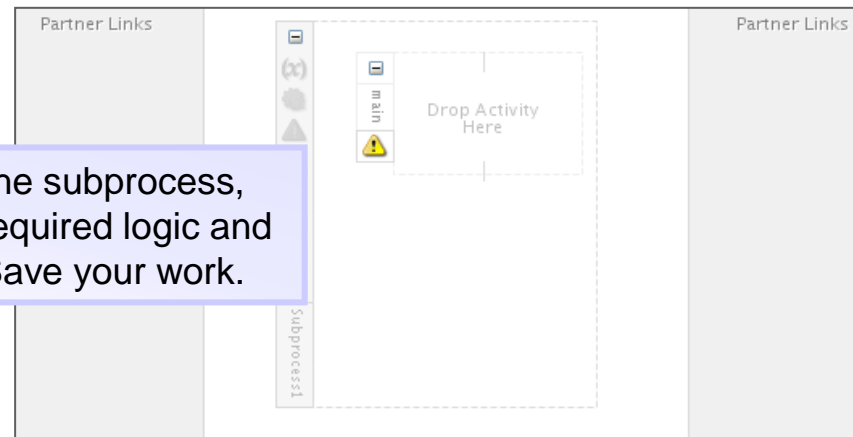 Partner Links
Partner Links
(x)
main
Drop Activity
Here
he subprocess,
equired logic and
Save your work.
Subprocess1